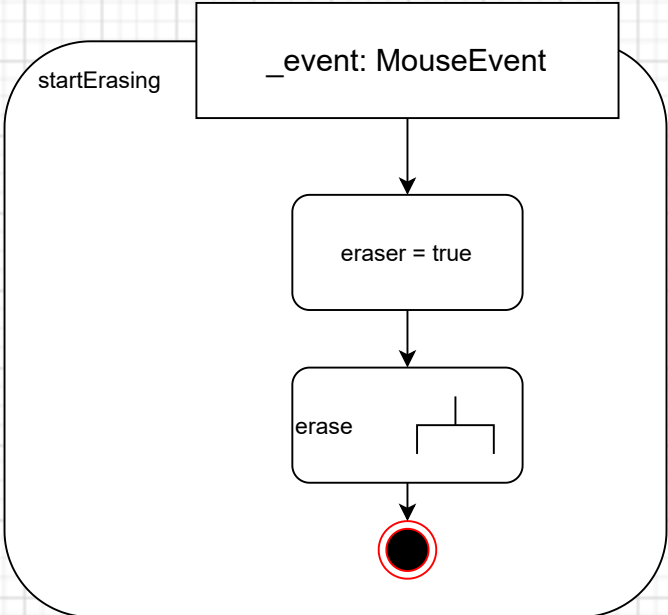 _event: MouseEvent
startErasing
eraser = true
erase